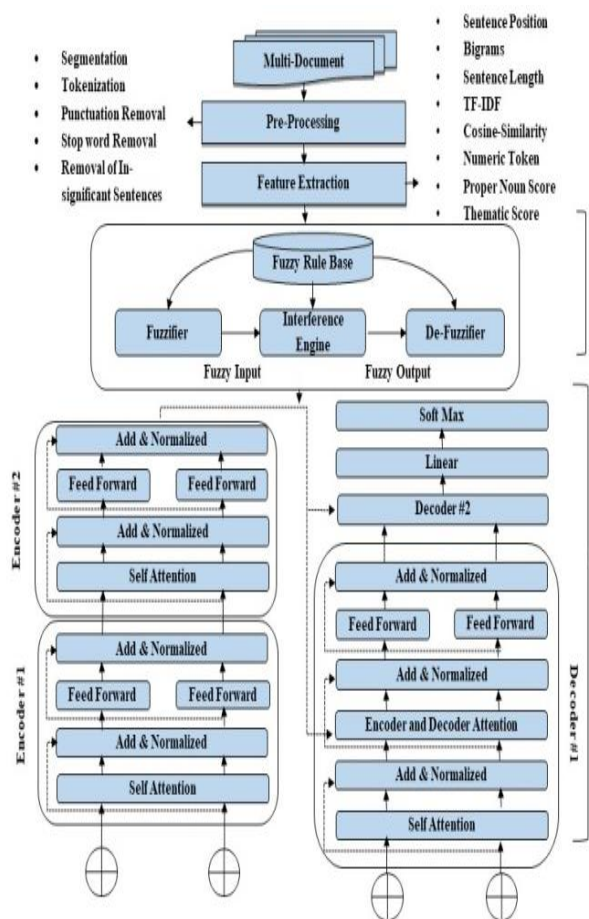 Multi-Document
Pre-Processing
Feature Extraction
• Segmentation
• Tokenization
• Punctuation Removal
• Stop word Removal
• Removal of In-
significant Sentences
• Sentence Position
• Bigrams
• Sentence Length
• TF-IDF
• Cosine-Similarity
• Numeric Token
• Proper Noun Score
• Thematic Score
Fuzzy Rule Base
Fuzzifier
Interference
Engine
De-Fuzzifier
Fuzzy Input
Fuzzy Output
Encoder #2
Add & Normalized
Feed Forward
Feed Forward
Add & Normalized
Self Attention
Encoder #1
Add & Normalized
Feed Forward
Feed Forward
Add & Normalized
Self Attention
Soft Max
Linear
Decoder #2
Decoder #1
Add & Normalized
Feed Forward
Feed Forward
Add & Normalized
Encoder and Decoder Attention
Add & Normalized
Self Attention